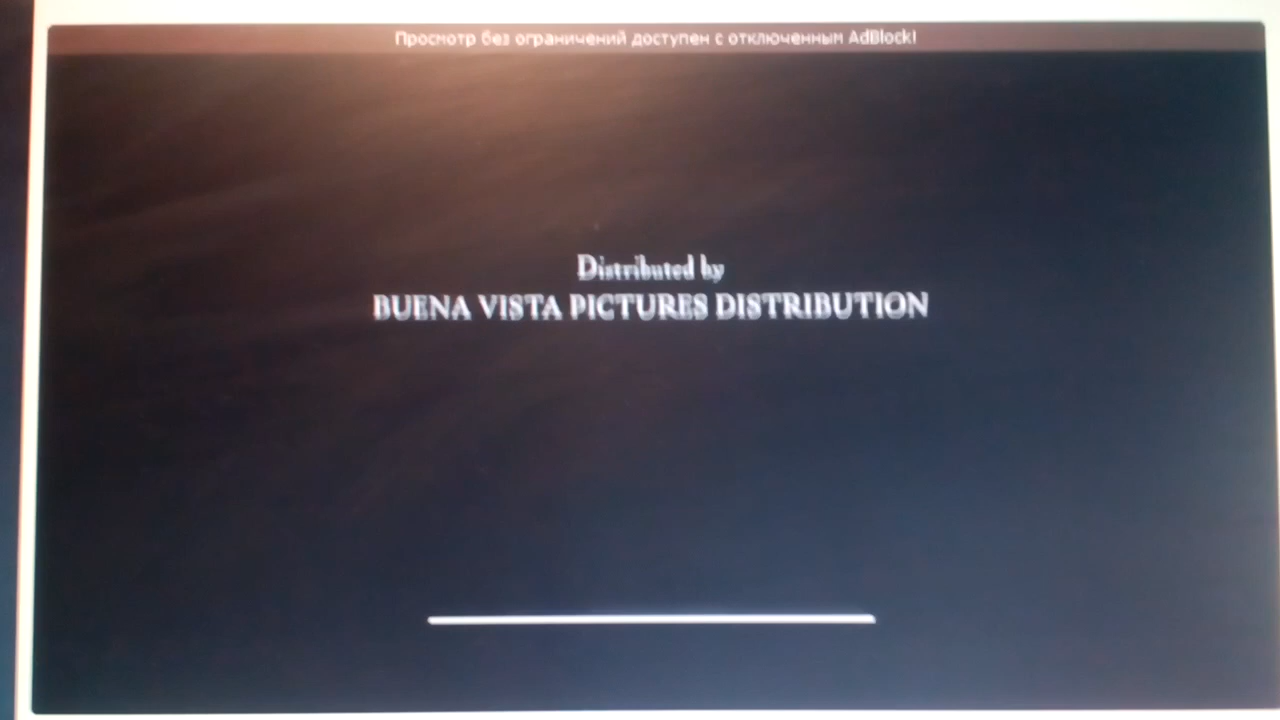 Просмотр без ограничений доступен с отключенным AdBlock!
Distributed by
BUENA VISTA PICTURES DISTRIBUTION